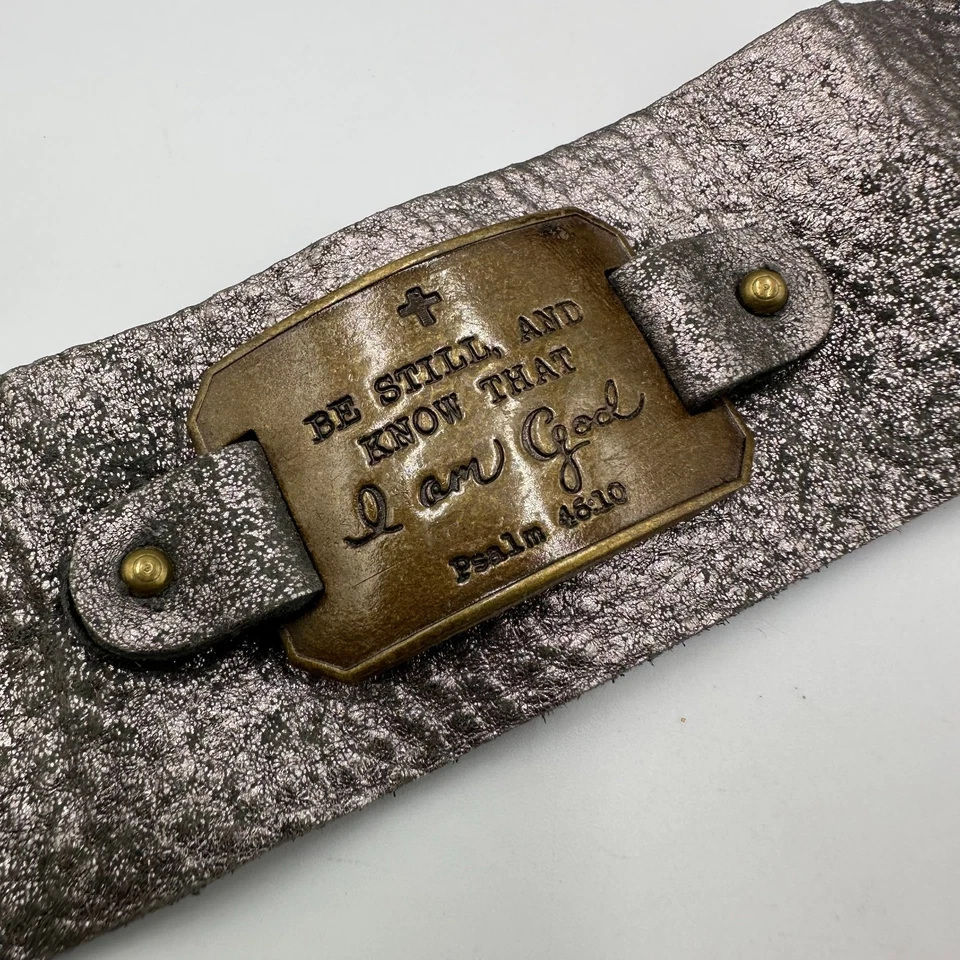 BE STILL, AND
KNOW THAT
I am God
Psalm 46:10